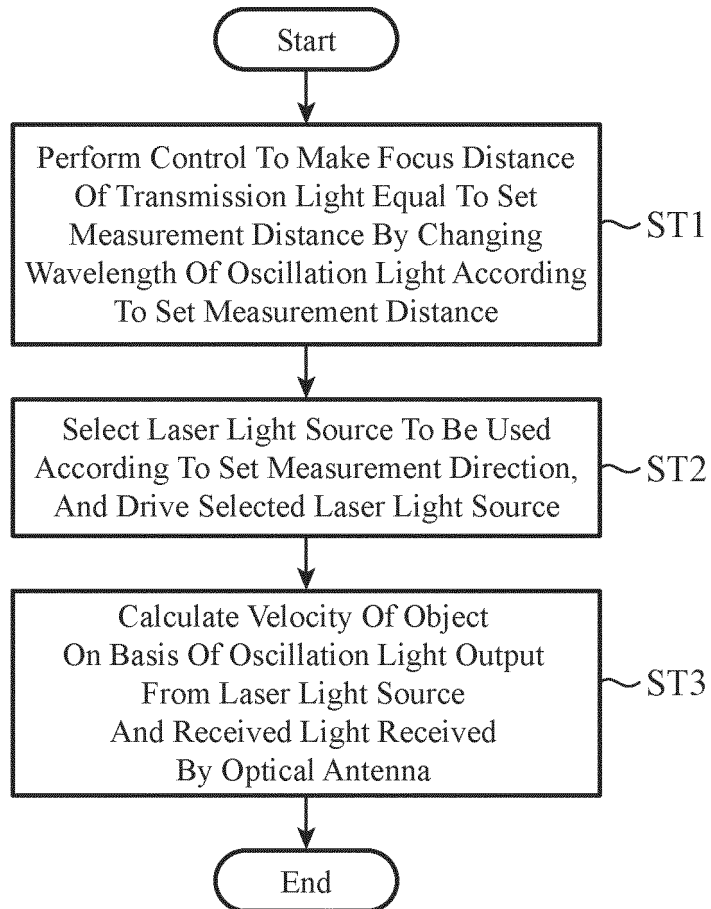 Start
Perform Control To Make Focus Distance
Of Transmission Light Equal To Set
Measurement Distance By Changing
Wavelength Of Oscillation Light According
To Set Measurement Distance
ST1
Select Laser Light Source To Be Used
According To Set Measurement Direction,
And Drive Selected Laser Light Source
ST2
Calculate Velocity Of Object
On Basis Of Oscillation Light Output
From Laser Light Source
And Received Light Received
By Optical Antenna
ST3
End